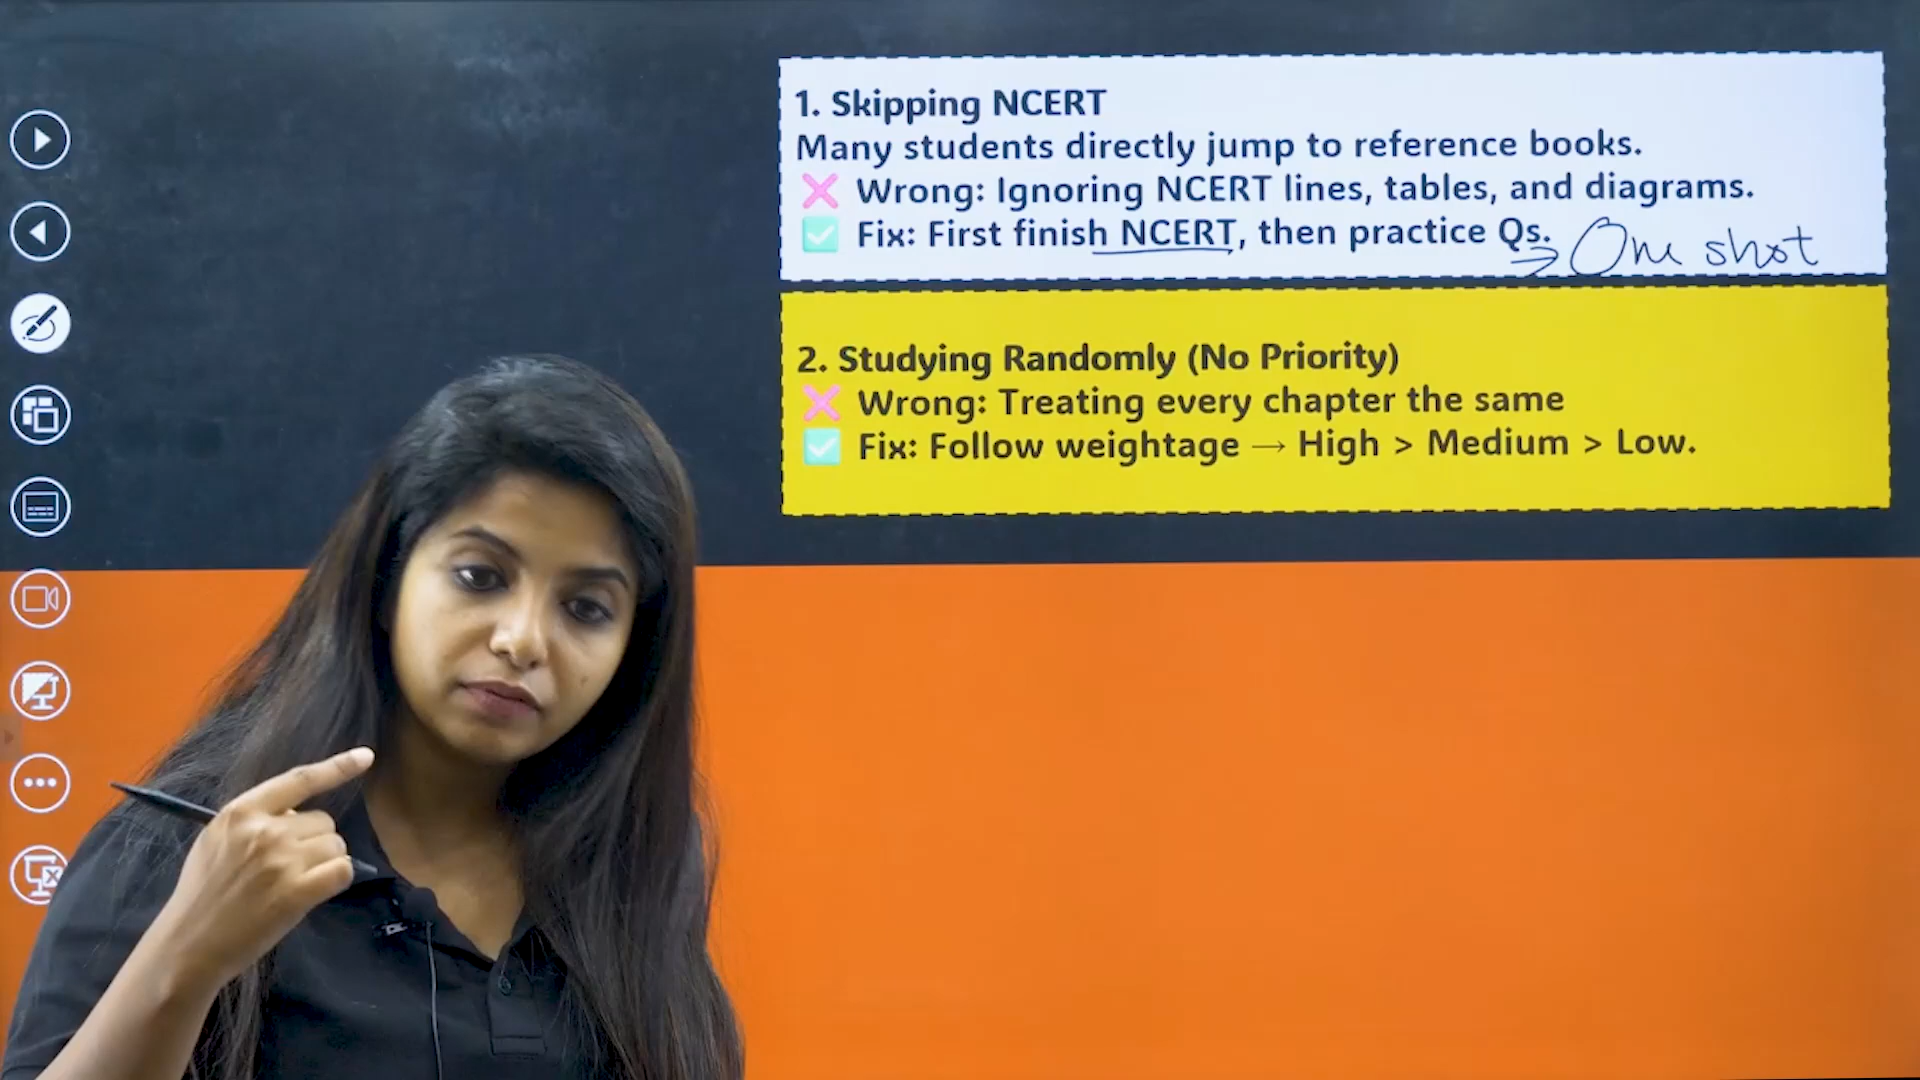 1. Skipping NCERT
Many students directly jump to reference books.
❌ Wrong: Ignoring NCERT lines, tables, and diagrams.
✅ Fix: First finish NCERT, then practice Qs.
⇒ One shot
2. Studying Randomly (No Priority)
❌ Wrong: Treating every chapter the same
✅ Fix: Follow weightage → High > Medium > Low.